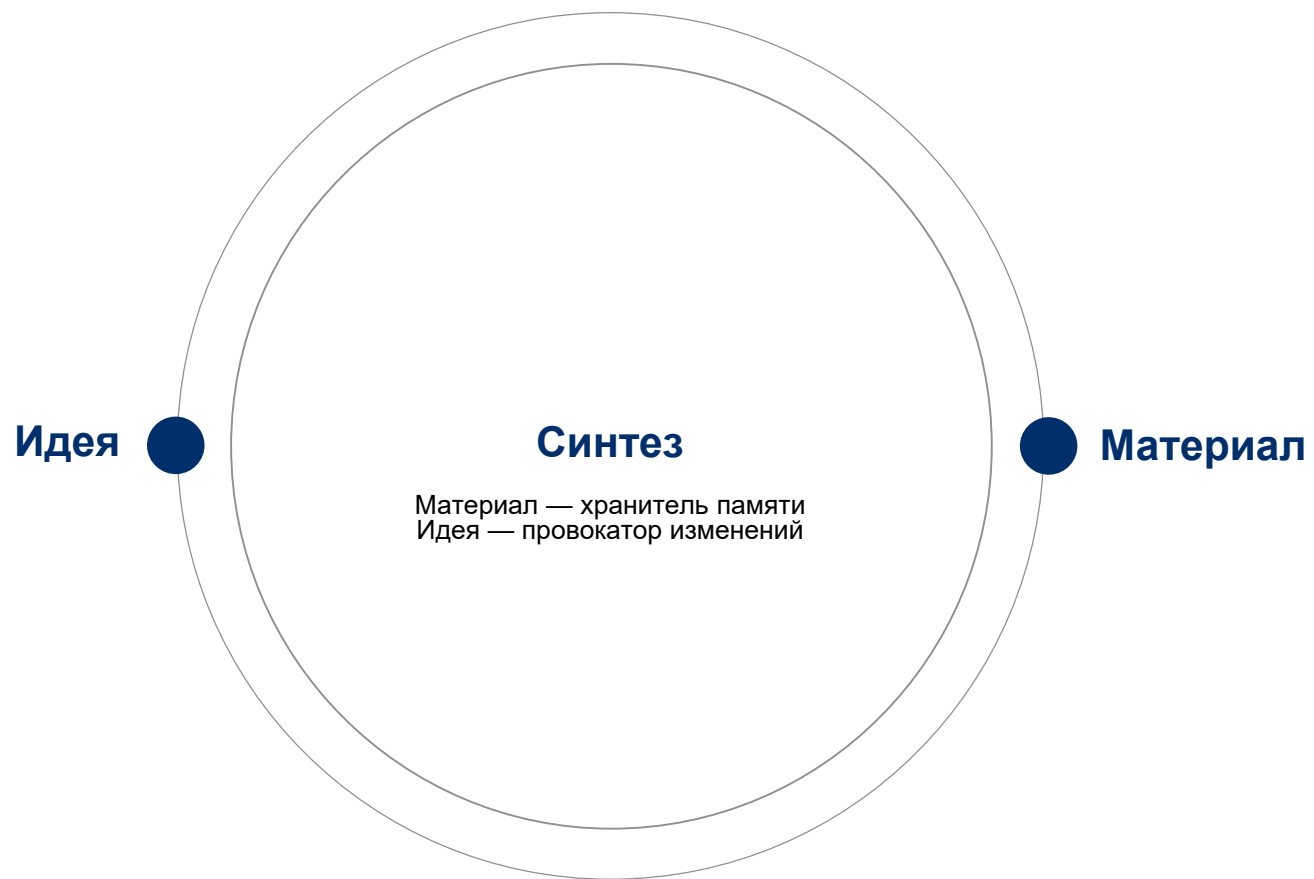 Идея
Синтез
Материал
Материал — хранитель памяти
Идея — провокатор изменений